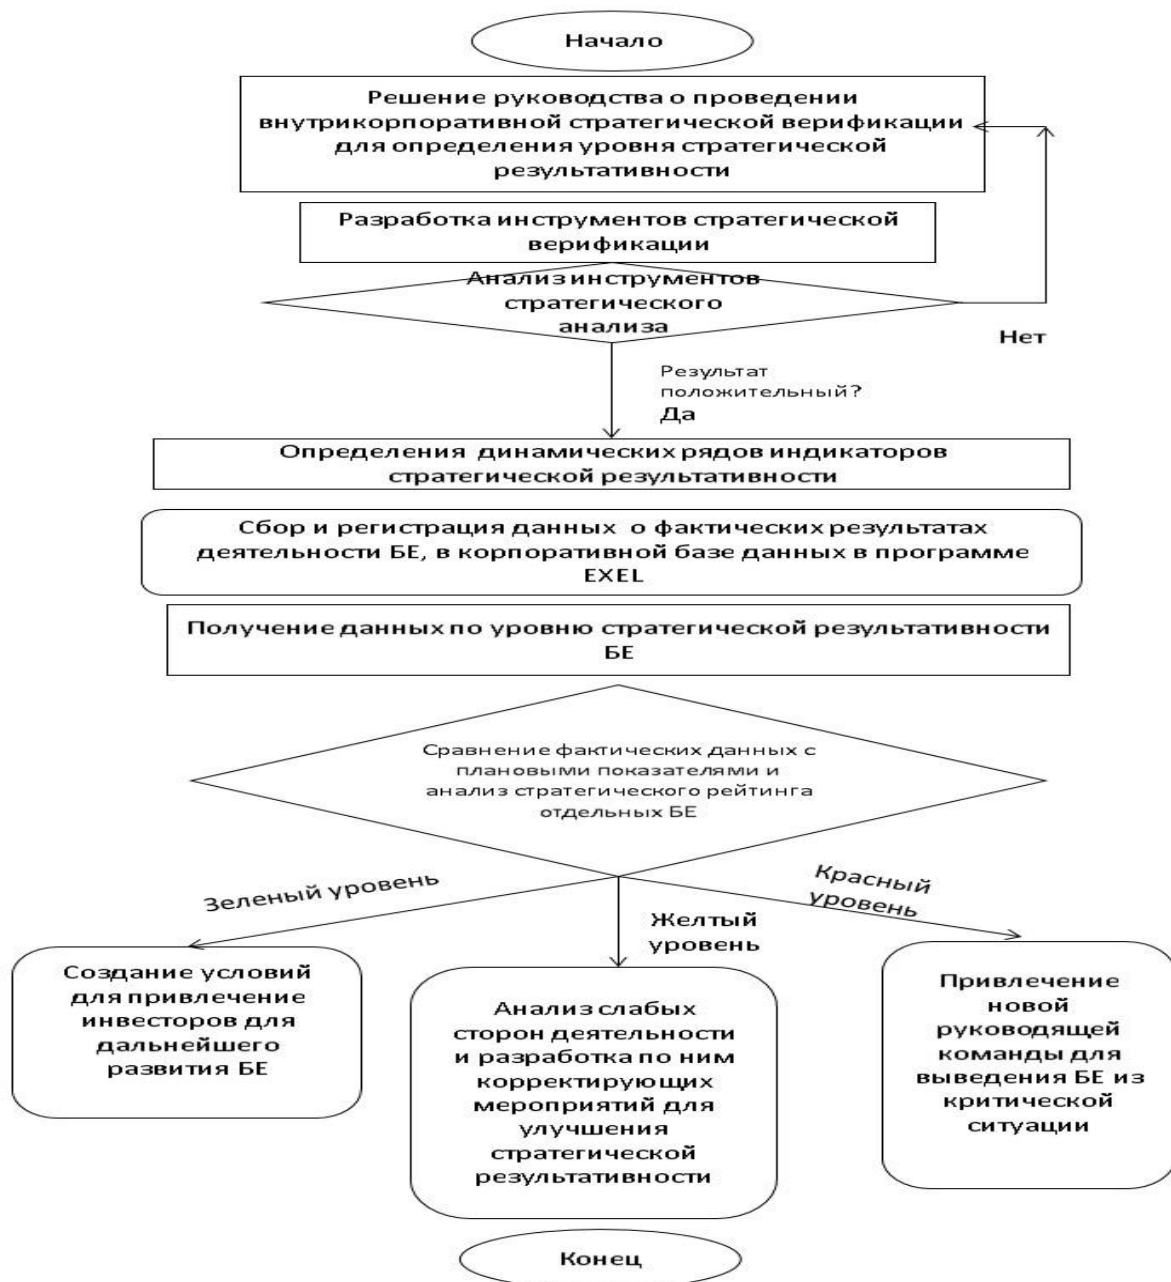 Начало
Решение руководства о проведении
внутрикорпоративной стратегической верификации
для определения уровня стратегической
результативности
Разработка инструментов стратегической
верификации
Анализ инструментов
стратегического
анализа
Нет
Результат
положительный?
Да
Определения динамических рядов индикаторов
стратегической результативности
Сбор и регистрация данных о фактических результатах
деятельности БЕ, в корпоративной базе данных в программе
EXEL
Получение данных по уровню стратегической результативности
БЕ
Сравнение фактических данных с
плановыми показателями и
анализ стратегического рейтинга
отдельных БЕ
Зеленый уровень
Желтый
уровень
Красный
уровень
Создание условий
для привлечение
инвесторов для
дальнейшего
развития БЕ
Анализ слабых
сторон деятельности
и разработка по ним
корректирующих
мероприятий для
улучшения
стратегической
результативности
Привлечение
новой
руководящей
команды для
выведения БЕ из
критической
ситуации
Конец